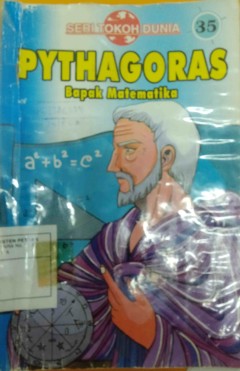 SERI TOKOH DUNIA
35
PYTHAGORAS
Bapak Matematika
a²+b²=c²